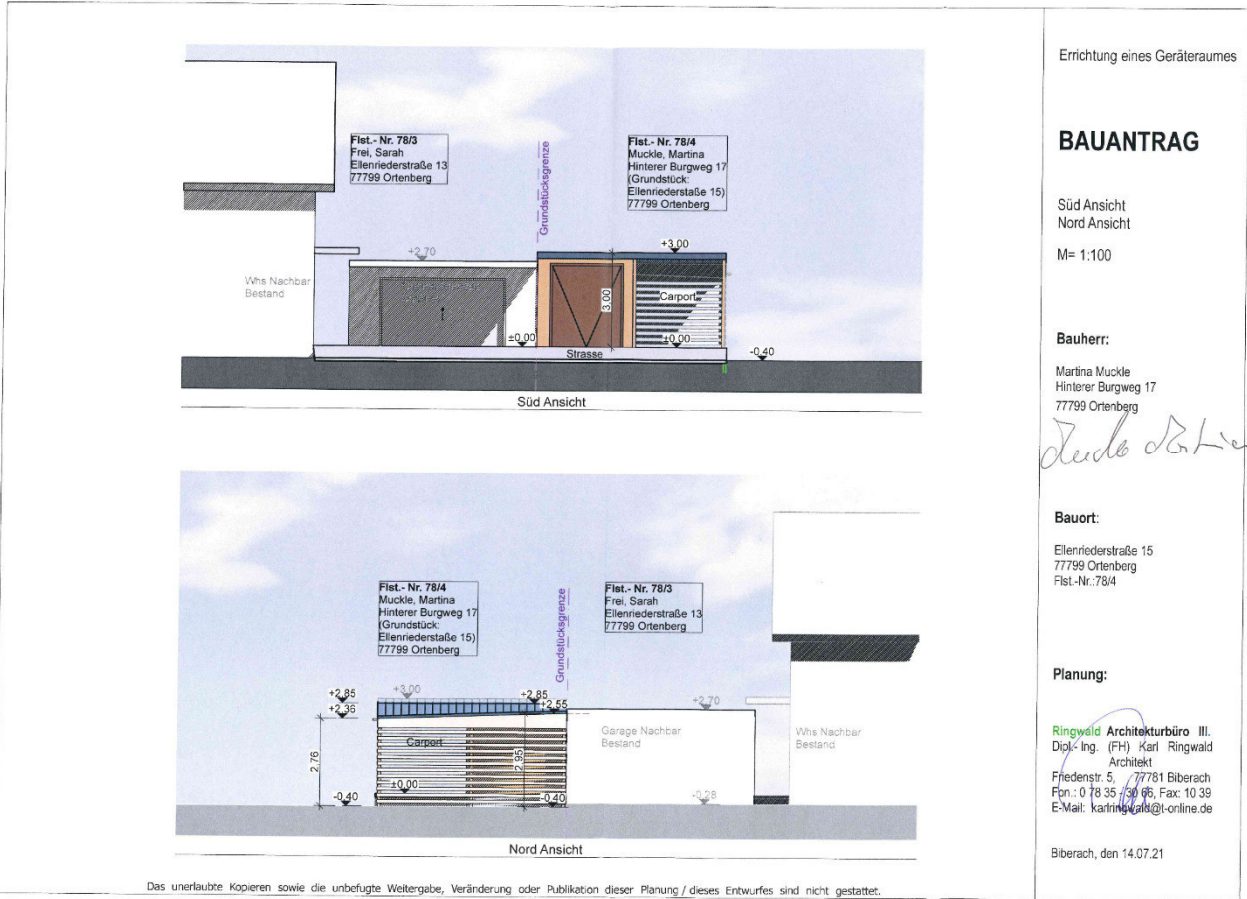 Flst.- Nr. 78/3
Frei, Sarah
Ellenriederstraße 13
77799 Ortenberg
Grundstücksgrenze
Flst.- Nr. 78/4
Muckle, Martina
Hinterer Burgweg 17
(Grundstück:
Ellenriederstaße 15)
77799 Ortenberg
+2,70
+3,00
Whs Nachbar
Bestand
3,00
Carport
±0,00
±0,00
Strasse
-0,40
Süd Ansicht
Flst.- Nr. 78/4
Muckle, Martina
Hinterer Burgweg 17
(Grundstück:
Ellenriederstaße 15)
77799 Ortenberg
Grundstücksgrenze
Flst.- Nr. 78/3
Frei, Sarah
Ellenriederstraße 13
77799 Ortenberg
+2,85
+3,00
+2,85
+2,70
+2,36
+2,55
Carport
Garage Nachbar
Bestand
Whs Nachbar
Bestand
2,76
2,95
±0,00
-0,40
-0,40
-0,28
Nord Ansicht
Das unerlaubte Kopieren sowie die unbefugte Weitergabe, Veränderung oder Publikation dieser Planung / dieses Entwurfes sind nicht gestattet.
Errichtung eines Geräteraumes
BAUANTRAG
Süd Ansicht
Nord Ansicht
M= 1:100
Bauherr:
Martina Muckle
Hinterer Burgweg 17
77799 Ortenberg
Bauort:
Ellenriederstraße 15
77799 Ortenberg
Flst.-Nr.:78/4
Planung:
Ringwald Architekturbüro III.
Dipl.- Ing. (FH) Karl Ringwald
Architekt
Friedenstr. 5, 77781 Biberach
Fon.: 0 78 35 - 30 66, Fax: 10 39
E-Mail: karlringwald@t-online.de
Biberach, den 14.07.21